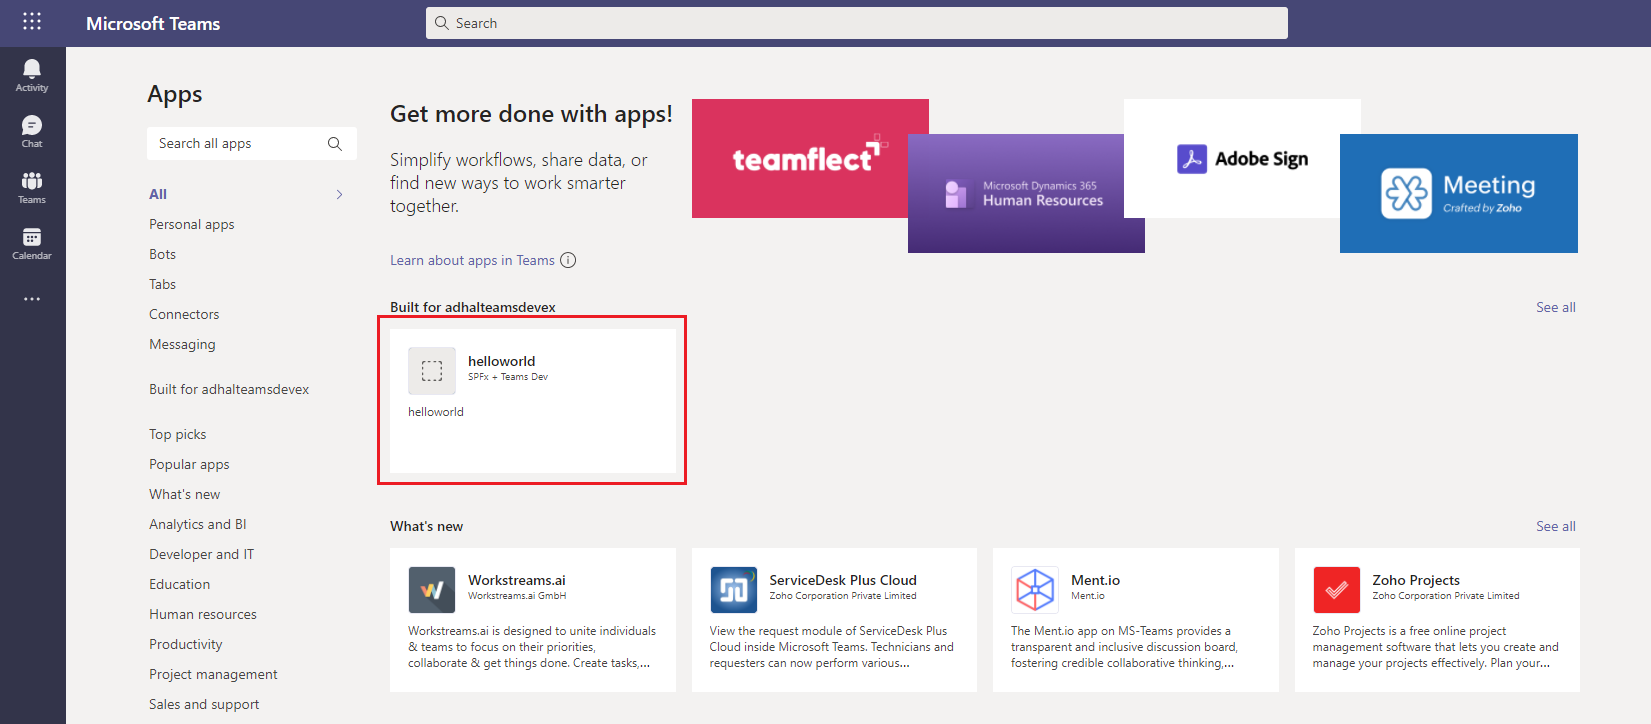 Microsoft Teams
Search
Activity
Chat
Teams
Calendar
Apps
Search all apps
All
Personal apps
Bots
Tabs
Connectors
Messaging
Built for adhalteamsdevex
Top picks
Popular apps
What's new
Analytics and BI
Developer and IT
Education
Human resources
Productivity
Project management
Sales and support
Get more done with apps!
Simplify workflows, share data, or
find new ways to work smarter
together.
Learn about apps in Teams
teamflect
Microsoft Dynamics 365
Human Resources
Adobe Sign
Meeting
Crafted by Zoho
Built for adhalteamsdevex
See all
helloworld
SPFx + Teams Dev
helloworld
What's new
See all
Workstreams.ai
Workstreams.ai GmbH
Workstreams.ai is designed to unite individuals
& teams to focus on their priorities,
collaborate & get things done. Create tasks,...
ServiceDesk Plus Cloud
Zoho Corporation Private Limited
View the request module of ServiceDesk Plus
Cloud inside Microsoft Teams. Technicians and
requesters can now perform various...
Ment.io
Ment.io
The Ment.io app on MS-Teams provides a
transparent and inclusive discussion board,
fostering credible collaborative thinking,...
Zoho Projects
Zoho Corporation Private Limited
Zoho Projects is a free online project
management software that lets you create and
manage your projects effectively. Plan your...